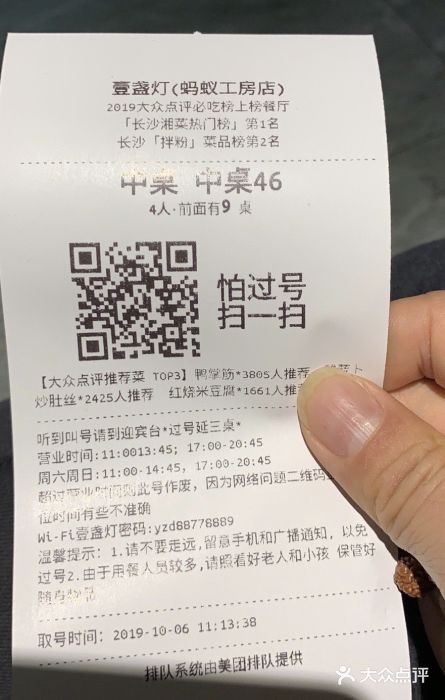 壹盏灯(蚂蚁工房店)
2019大众点评必吃榜上榜餐厅
「长沙湘菜热门榜」第1名
长沙「拌粉」菜品榜第2名
中桌 中桌46
4人·前面有9 桌
怕过号
扫一扫
【大众点评推荐菜 TOP3】鸭掌筋*3805人推荐
炒肚丝*2425人推荐 红烧米豆腐*1661人推
听到叫号请到迎宾台*过号延三桌*
营业时间:11:0013:45; 17:00-20:45
周六周日:11:00-14:45; 17:00-20:45
超过营业时间则此号作废，因为网络问题二维码
位时间有些不准确
Wi-Fi壹盏灯密码:yzd88778889
温馨提示: 1.请不要走远,留意手机和广播通知, 以免
过号2.由于用餐人员较多,请照看好老人和小孩 保管好
随身物品
取号时间: 2019-10-06 11:13:38
排队系统由美团排队提供
大众点评